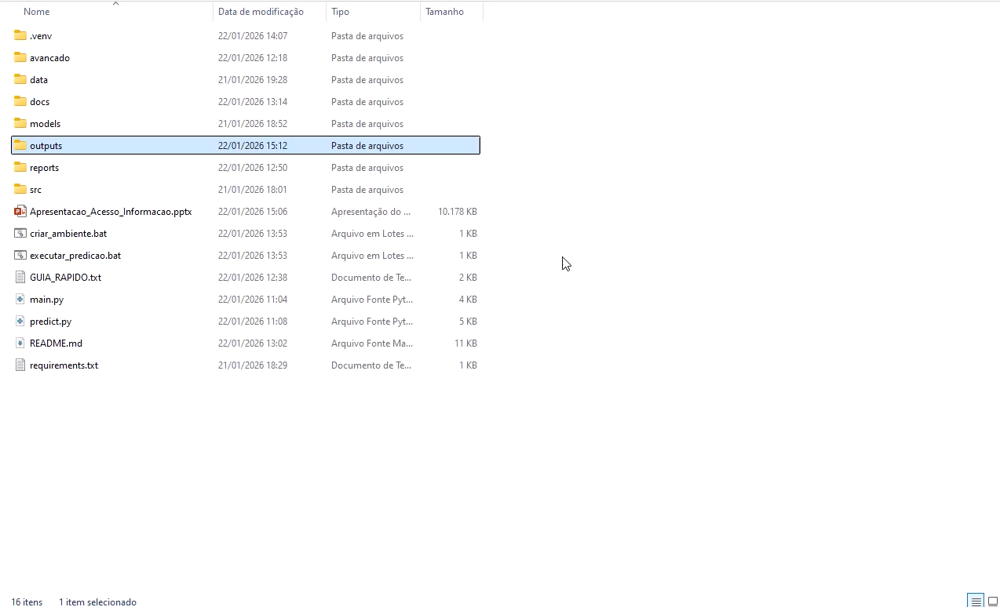 Nome Data de modificação Tipo Tamanho
.venv 22/01/2026 14:07 Pasta de arquivos
avancado 22/01/2026 12:18 Pasta de arquivos
data 21/01/2026 19:28 Pasta de arquivos
docs 22/01/2026 13:14 Pasta de arquivos
models 21/01/2026 18:52 Pasta de arquivos
outputs 22/01/2026 15:12 Pasta de arquivos
reports 22/01/2026 12:50 Pasta de arquivos
src 21/01/2026 18:01 Pasta de arquivos
Apresentacao_Acesso_Informacao.pptx 22/01/2026 15:06 Apresentação do ... 10.178 KB
criar_ambiente.bat 22/01/2026 13:53 Arquivo em Lotes ... 1 KB
executar_predicao.bat 22/01/2026 13:53 Arquivo em Lotes ... 1 KB
GUIA_RAPIDO.txt 22/01/2026 12:38 Documento de Te... 2 KB
main.py 22/01/2026 11:04 Arquivo Fonte Pyt... 4 KB
predict.py 22/01/2026 11:08 Arquivo Fonte Pyt... 5 KB
README.md 22/01/2026 13:02 Arquivo Fonte Ma... 11 KB
requirements.txt 21/01/2026 18:29 Documento de Te... 1 KB
16 itens 1 item selecionado